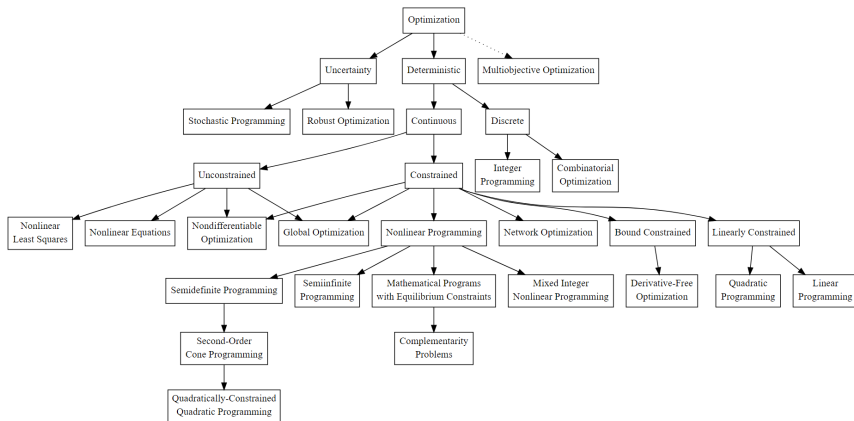 Optimization
Uncertainty
Deterministic
Multiobjective Optimization
Stochastic Programming
Robust Optimization
Continuous
Discrete
Unconstrained
Constrained
Integer
Programming
Combinatorial
Optimization
Nonlinear
Least Squares
Nonlinear Equations
Nondifferentiable
Optimization
Global Optimization
Nonlinear Programming
Network Optimization
Bound Constrained
Linearly Constrained
Semidefinite Programming
Semiinfinite
Programming
Mathematical Programs
with Equilibrium Constraints
Mixed Integer
Nonlinear Programming
Derivative-Free
Optimization
Quadratic
Programming
Linear
Programming
Second-Order
Cone Programming
Complementarity
Problems
Quadratically-Constrained
Quadratic Programming